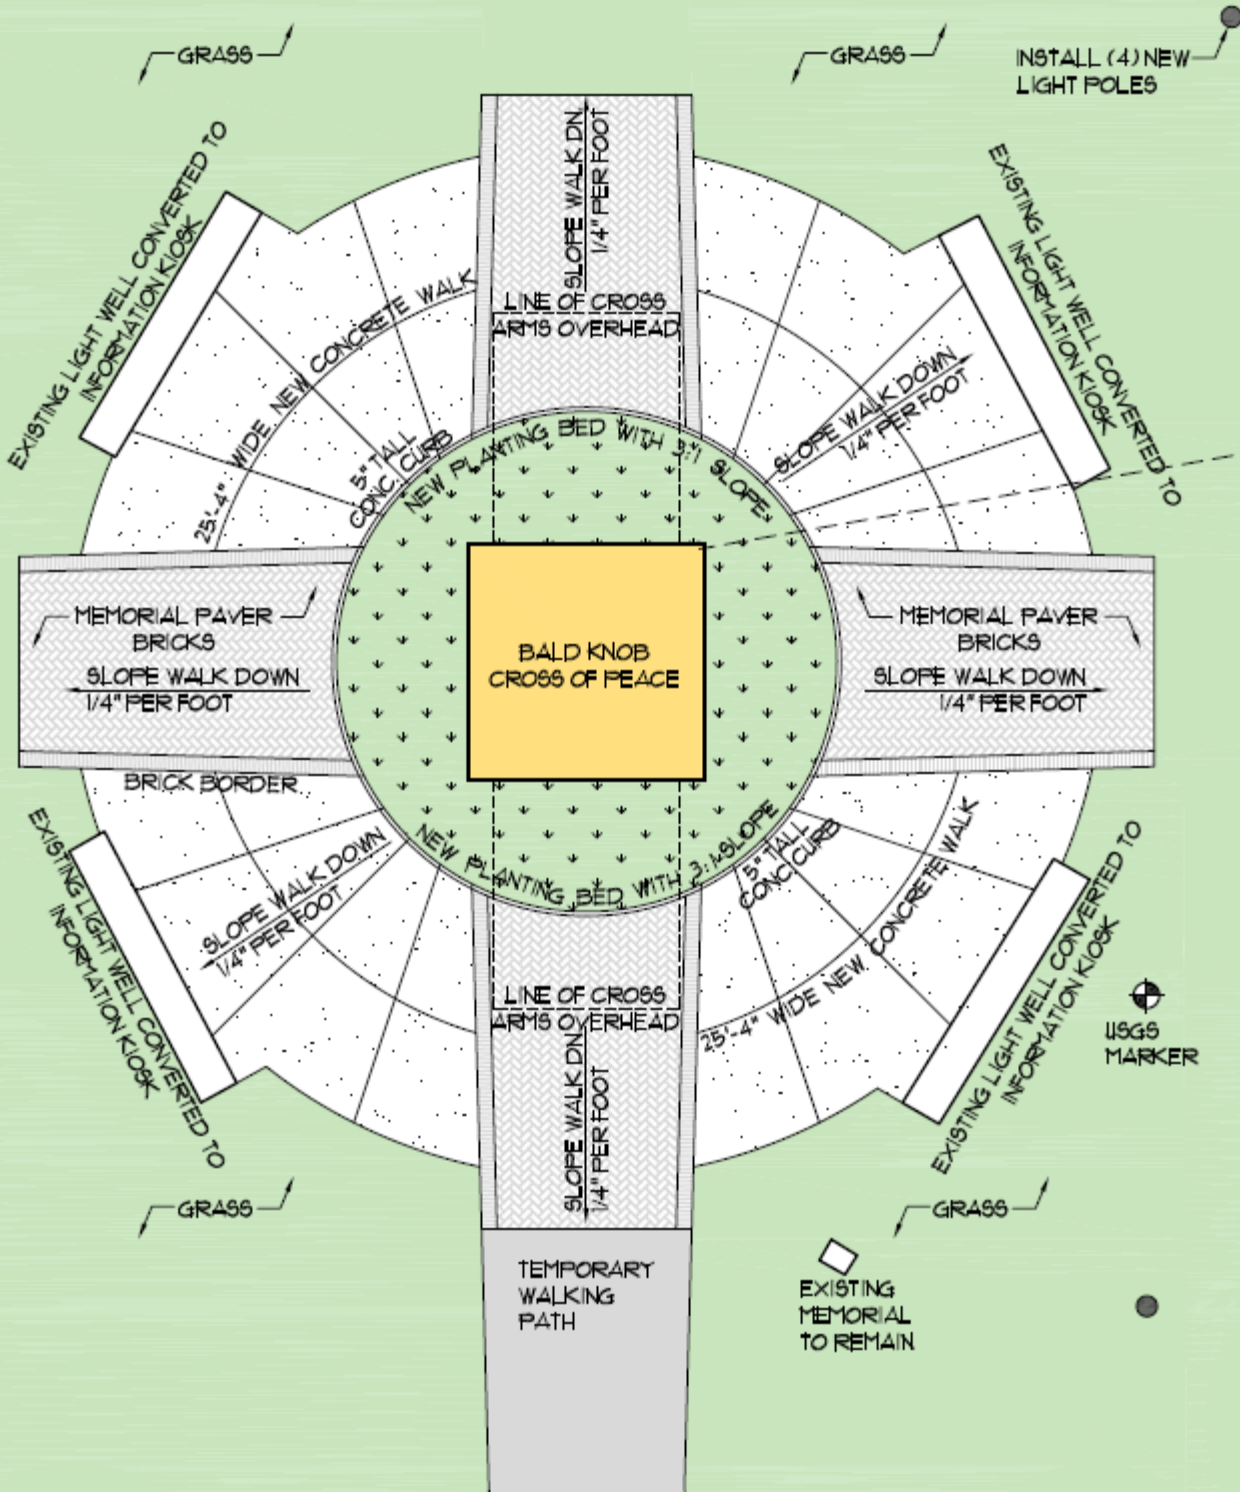 GRASS
GRASS
INSTALL (4) NEW
LIGHT POLES
EXISTING LIGHT WELL CONVERTED TO
INFORMATION KIOSK
SLOPE WALK DN.
1/4" PER FOOT
EXISTING LIGHT WELL CONVERTED TO
INFORMATION KIOSK
25'-4" WIDE NEW CONCRETE WALK
LINE OF CROSS
ARMS OVERHEAD
SLOPE WALK DOWN
1/4" PER FOOT
5" TALL
CONC. CURB
NEW PLANTING BED WITH 3:1 SLOPE
MEMORIAL PAVER
BRICKS
SLOPE WALK DOWN
1/4" PER FOOT
BALD KNOB
CROSS OF PEACE
MEMORIAL PAVER
BRICKS
SLOPE WALK DOWN
1/4" PER FOOT
BRICK BORDER
EXISTING LIGHT WELL CONVERTED TO
INFORMATION KIOSK
SLOPE WALK DOWN
1/4" PER FOOT
NEW PLANTING BED WITH 3:1 SLOPE
5" TALL
CONC. CURB
25'-4" WIDE NEW CONCRETE WALK
EXISTING LIGHT WELL CONVERTED TO
INFORMATION KIOSK
LINE OF CROSS
ARMS OVERHEAD
SLOPE WALK DN.
1/4" PER FOOT
USGS
MARKER
GRASS
GRASS
TEMPORARY
WALKING
PATH
EXISTING
MEMORIAL
TO REMAIN